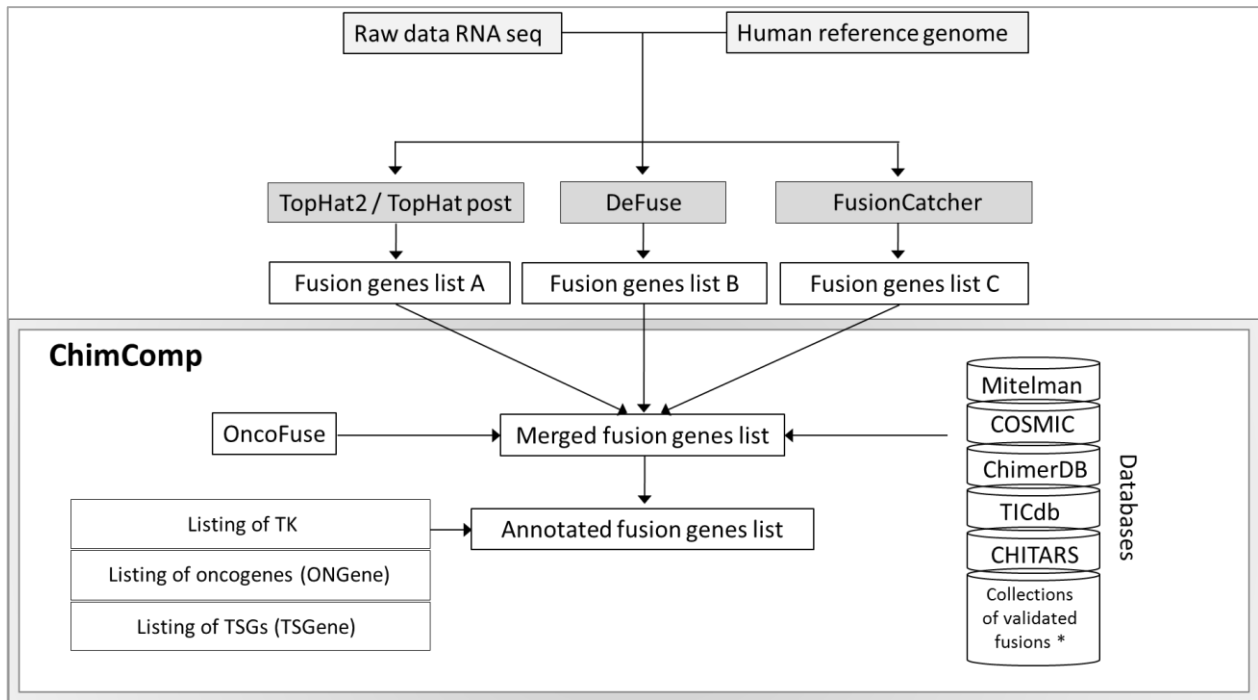 Raw data RNA seq
Human reference genome
TopHat2 / TopHat post
DeFuse
FusionCatcher
Fusion genes list A
Fusion genes list B
Fusion genes list C
ChimComp
OncoFuse
Merged fusion genes list
Listing of TK
Listing of oncogenes (ONGene)
Listing of TSGs (TSGene)
Annotated fusion genes list
Mitelman
COSMIC
ChimerDB
TICdb
CHITARS
Collections
of validated
fusions *
Databases